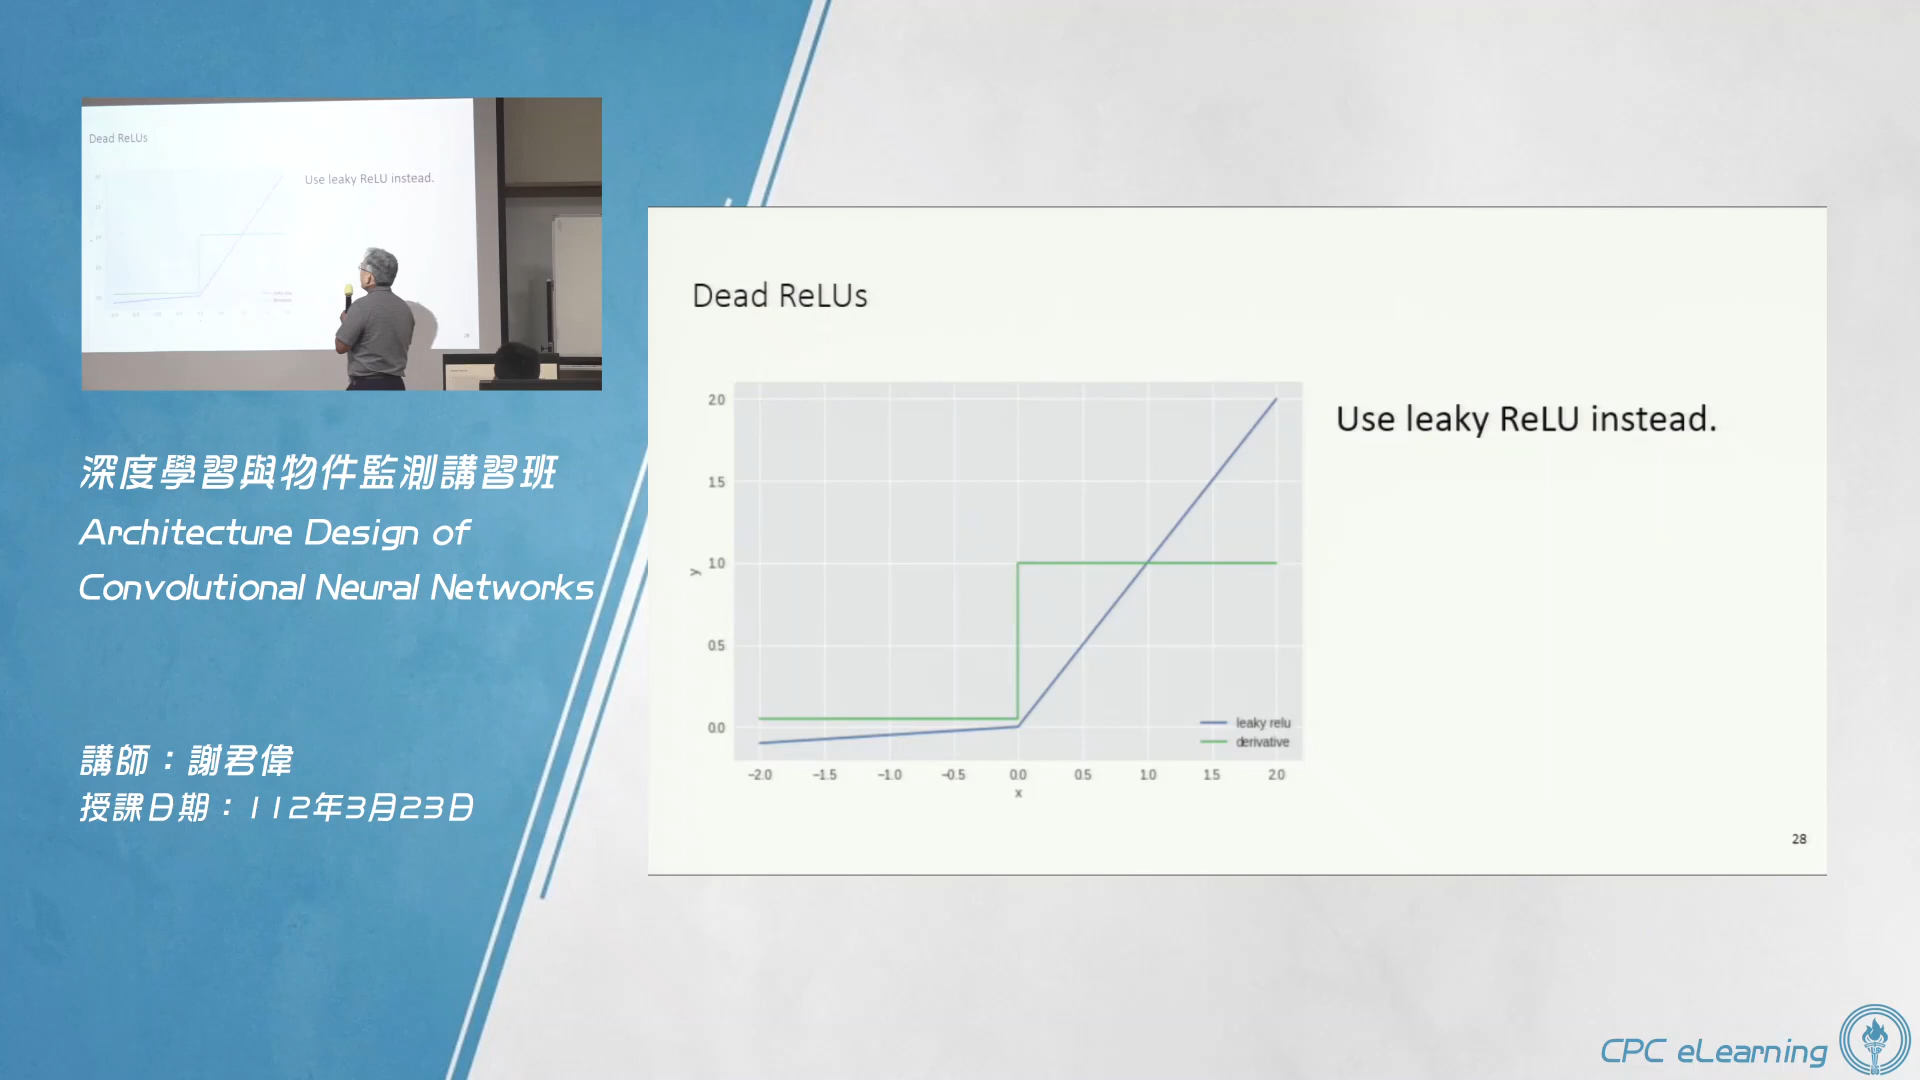 Dead ReLUs
Use leaky ReLU instead.
深度學習與物件監測講習班
Architecture Design of
Convolutional Neural Networks
講師：謝君偉
授課日期：112年3月23日
Dead ReLUs
Use leaky ReLU instead.
2.0
1.5
1.0
0.5
0.0
y
leaky relu
derivative
−2.0 −1.5 −1.0 −0.5 0.0 0.5 1.0 1.5 2.0
x
28
CPC eLearning